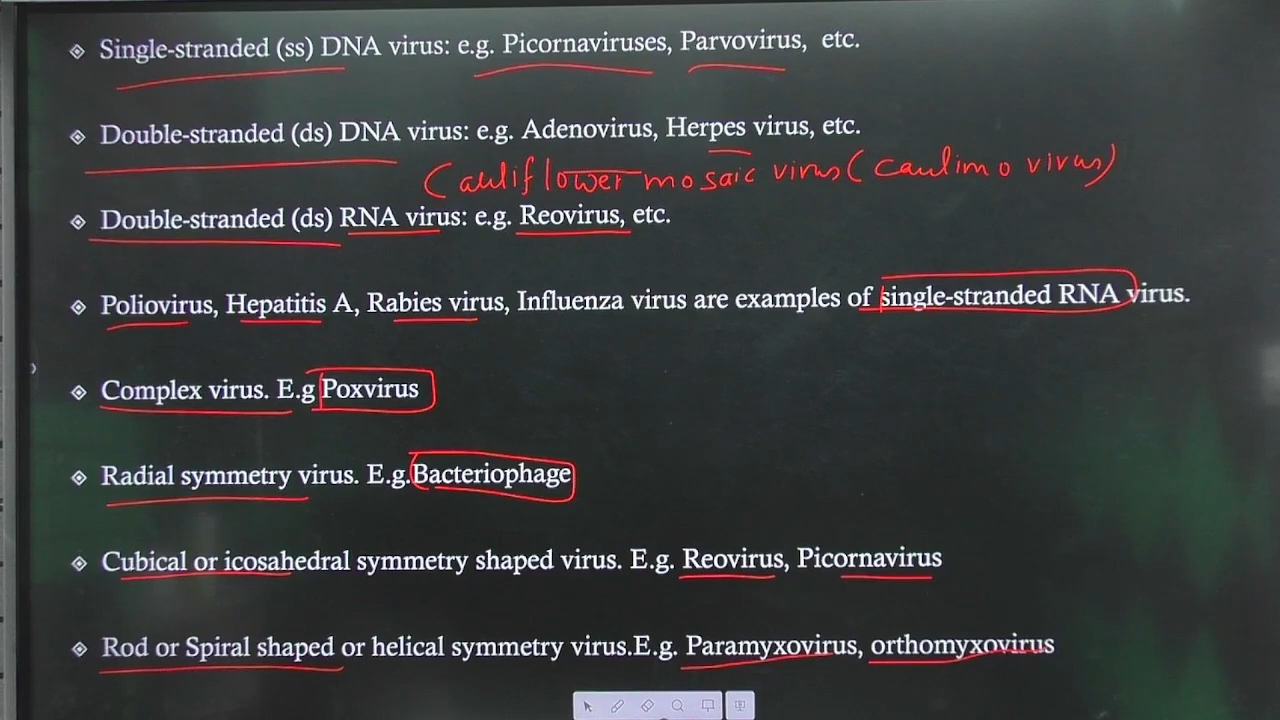 Single-stranded (ss) DNA virus: e.g. Picornaviruses, Parvovirus, etc.
Double-stranded (ds) DNA virus: e.g. Adenovirus, Herpes virus, etc.
Cauliflower mosaic virus (caulimo virus)
Double-stranded (ds) RNA virus: e.g. Reovirus, etc.
Poliovirus, Hepatitis A, Rabies virus, Influenza virus are examples of single-stranded RNA virus.
Complex virus. E.g Poxvirus
Radial symmetry virus. E.g.Bacteriophage
Cubical or icosahedral symmetry shaped virus. E.g. Reovirus, Picornavirus
Rod or Spiral shaped or helical symmetry virus.E.g. Paramyxovirus, orthomyxovirus